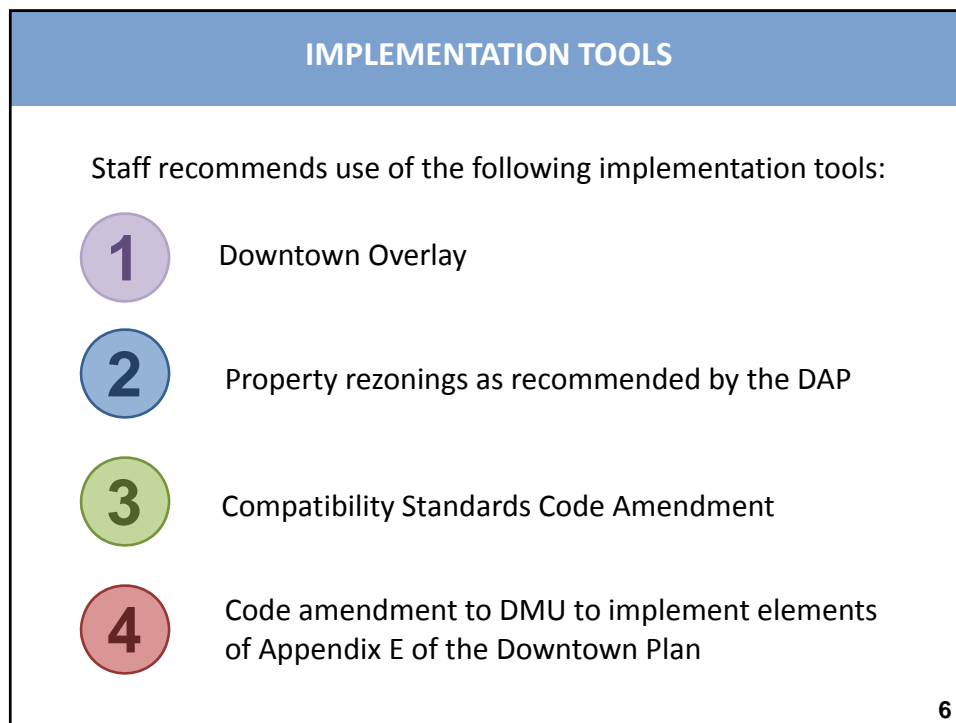 IMPLEMENTATION TOOLS
Staff recommends use of the following implementation tools:
1
Downtown Overlay
2
Property rezonings as recommended by the DAP
3
Compatibility Standards Code Amendment
4
Code amendment to DMU to implement elements
of Appendix E of the Downtown Plan
6